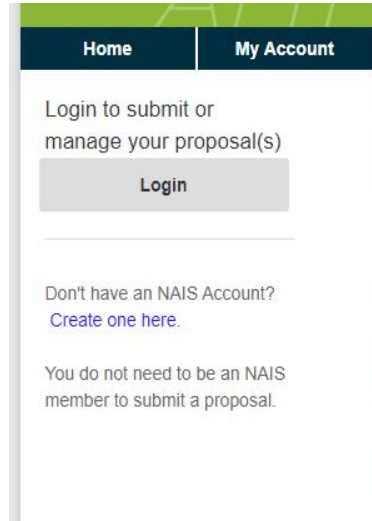 Home My Account
Login to submit or
manage your proposal(s)
Login
Don't have an NAIS Account?
Create one here.
You do not need to be an NAIS
member to submit a proposal.